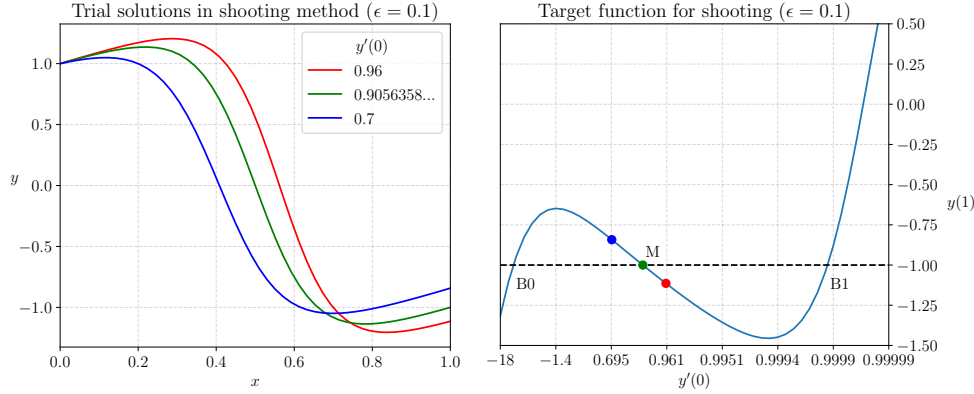 Trial solutions in shooting method (ϵ = 0.1)
y′(0)
0.96
0.9056358...
0.7
1.0
0.5
0.0
−0.5
−1.0
y
0.0 0.2 0.4 0.6 0.8 1.0
x
Target function for shooting (ϵ = 0.1)
M
B0
B1
0.50
0.25
0.00
−0.25
−0.50
−0.75
−1.00
−1.25
−1.50
y(1)
−18 −1.4 0.695 0.961 0.9951 0.9994 0.9999 0.99999
y′(0)